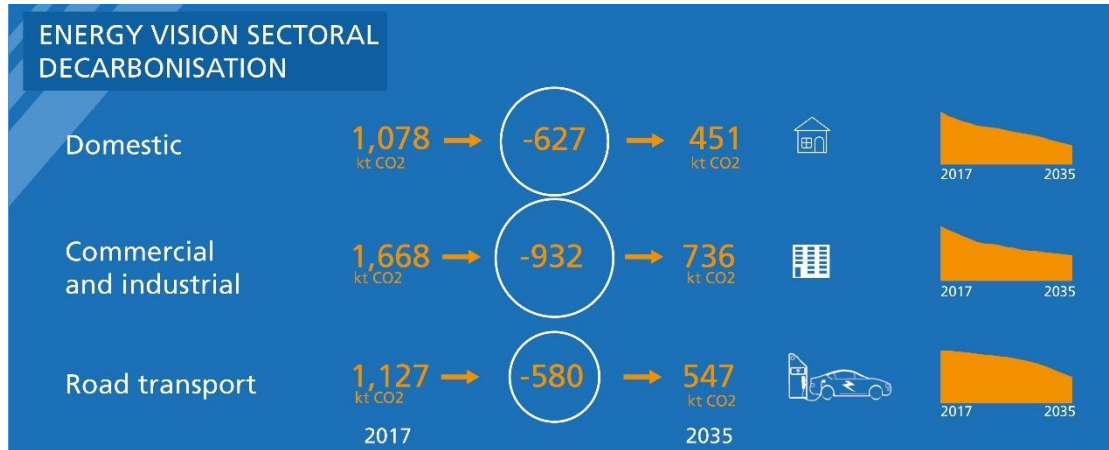 ENERGY VISION SECTORAL
DECARBONISATION
Domestic
1,078
kt CO2
-627
451
kt CO2
2017 2035
Commercial
and industrial
1,668
kt CO2
-932
736
kt CO2
2017 2035
Road transport
1,127
kt CO2
-580
547
kt CO2
2017 2035
2017 2035